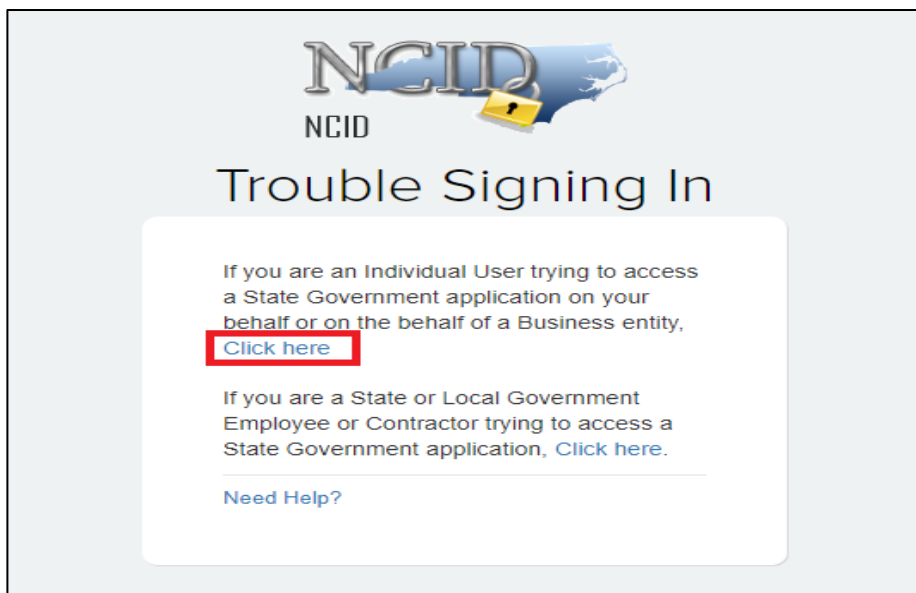 NCID
NCID
Trouble Signing In
If you are an Individual User trying to access
a State Government application on your
behalf or on the behalf of a Business entity,
Click here
If you are a State or Local Government
Employee or Contractor trying to access a
State Government application, Click here.
Need Help?